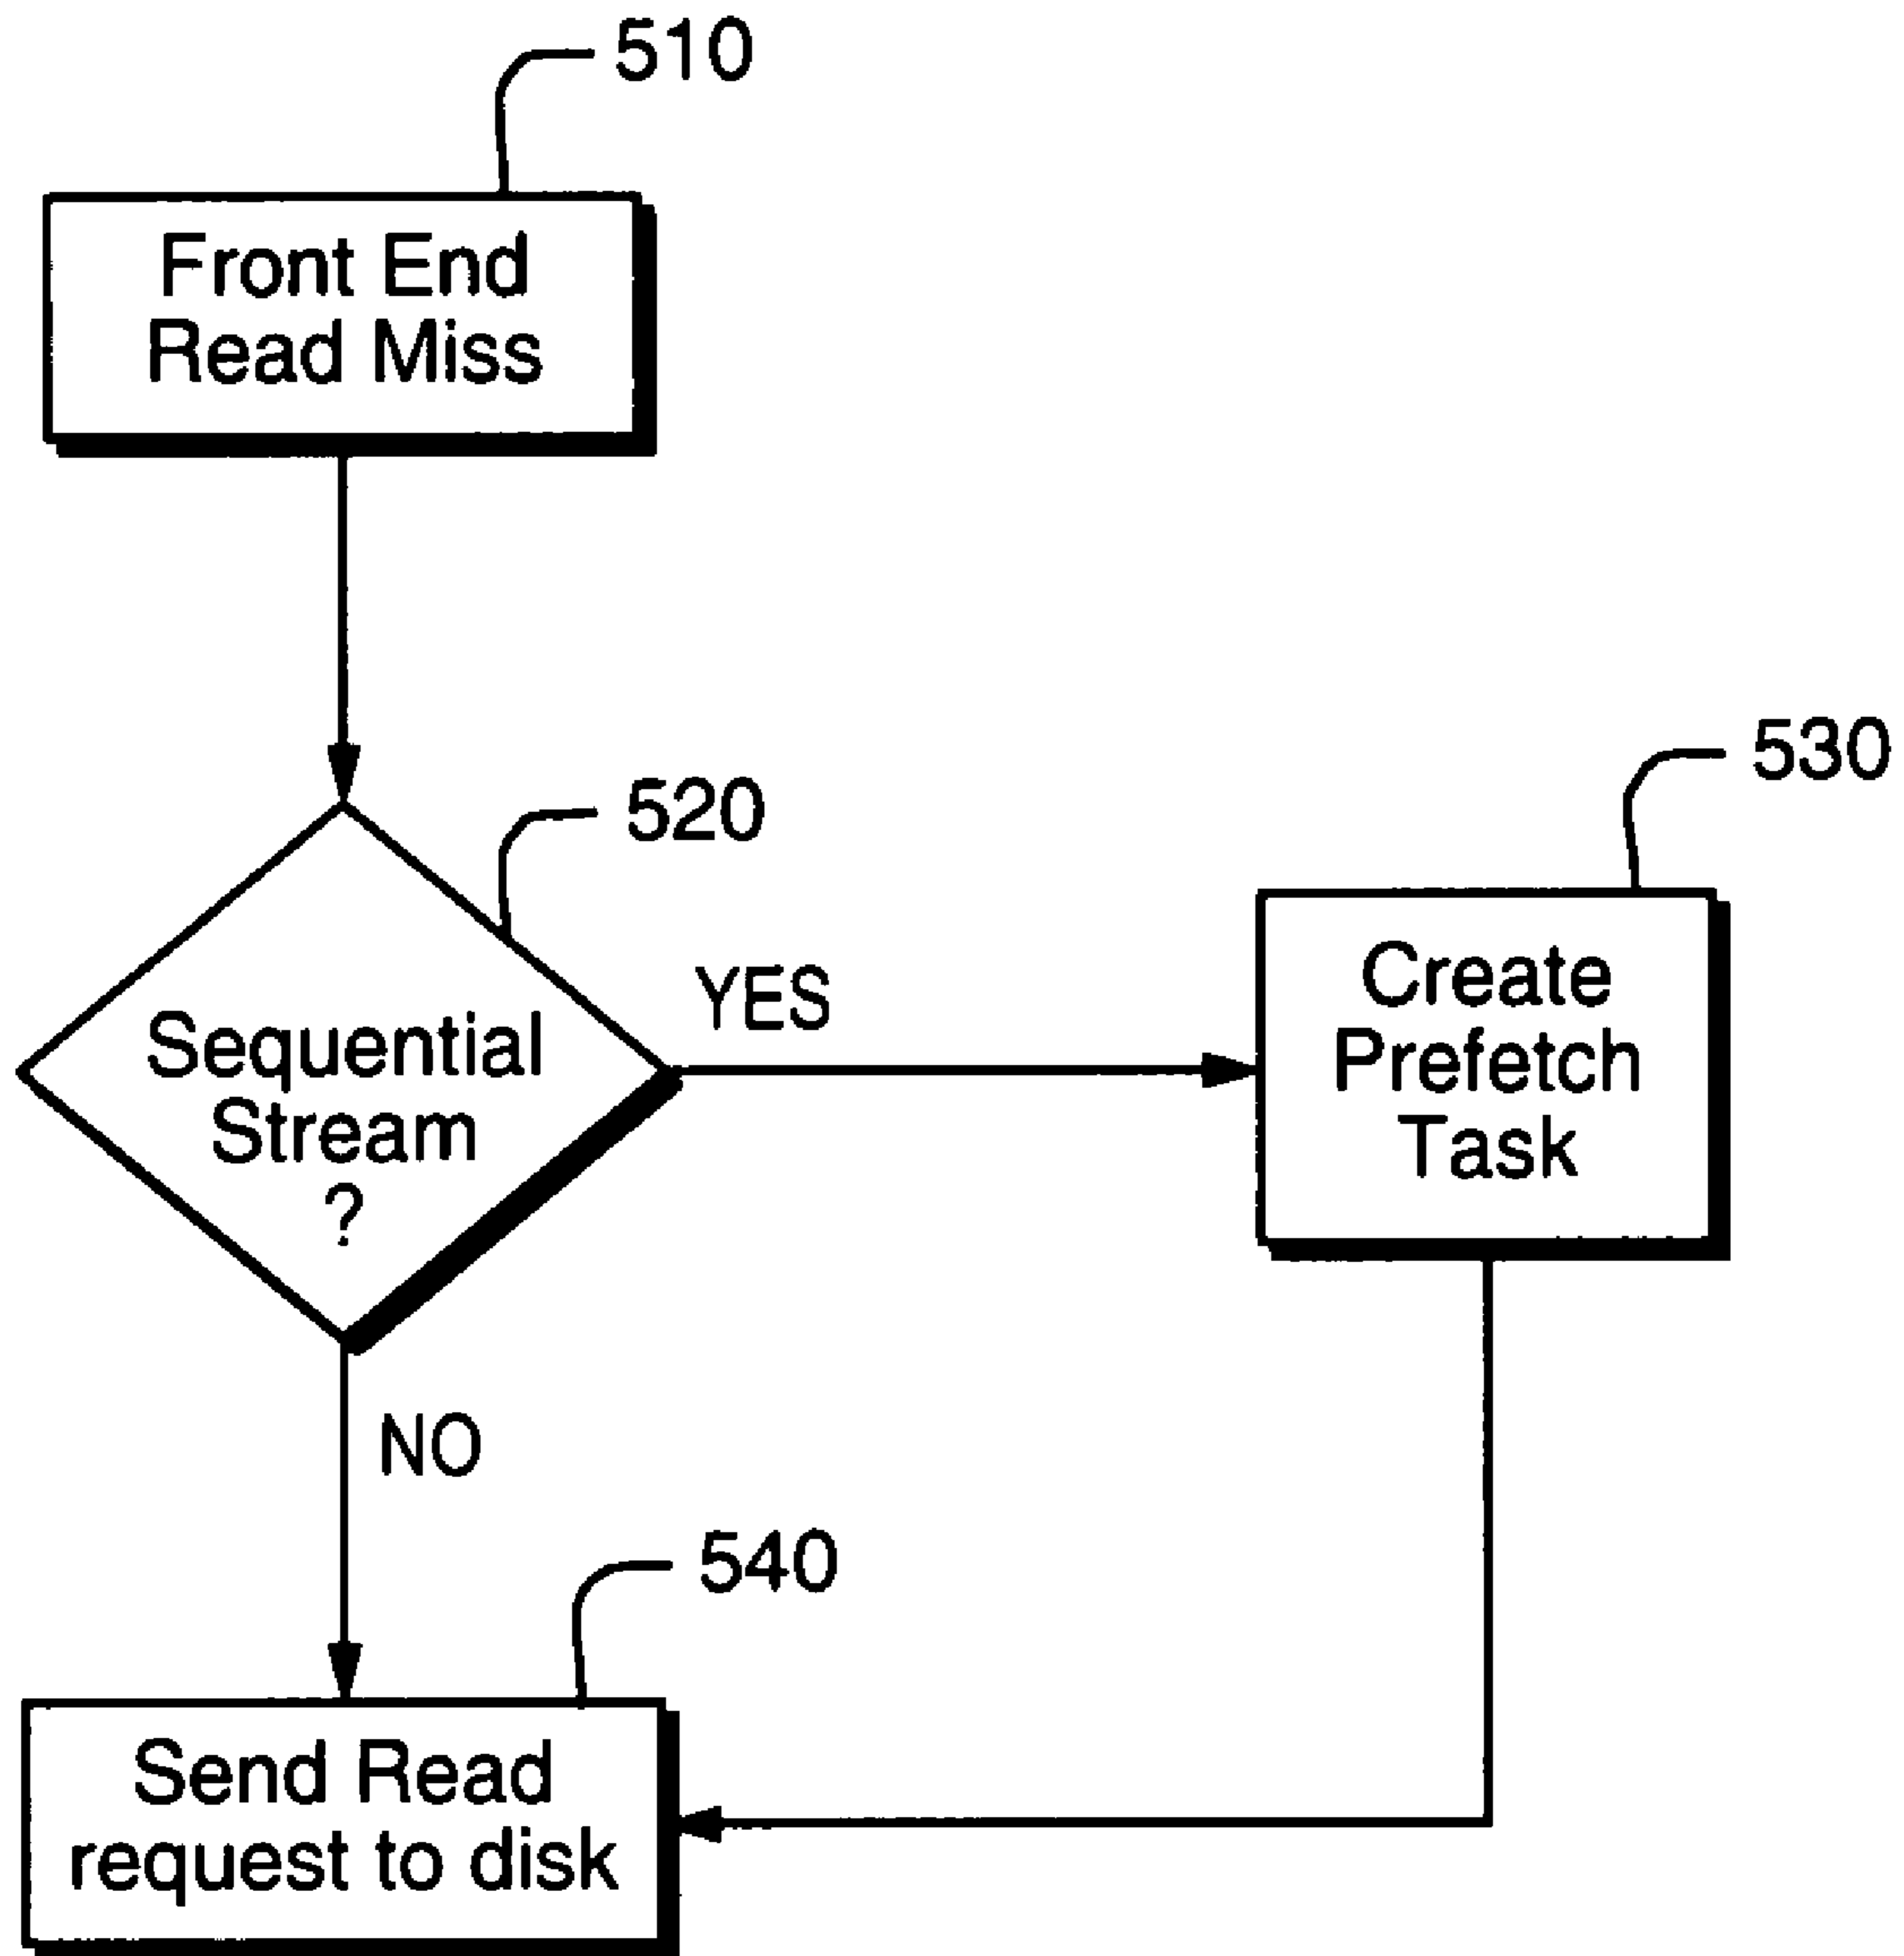 510
Front End
Read Miss
520
Sequential
Stream
?
YES
530
Create
Prefetch
Task
NO
540
Send Read
request to disk